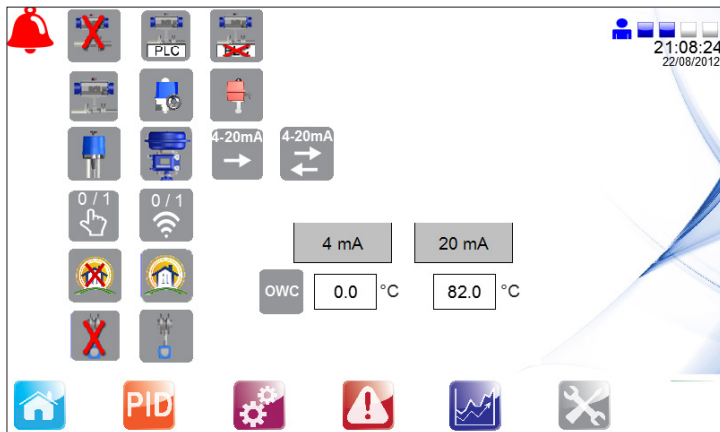 21:08:24
22/08/2012
PLC
PLC
4-20mA
4-20mA
0 / 1
0 / 1
4 mA
20 mA
OWC
0.0
°C
82.0
°C
PID